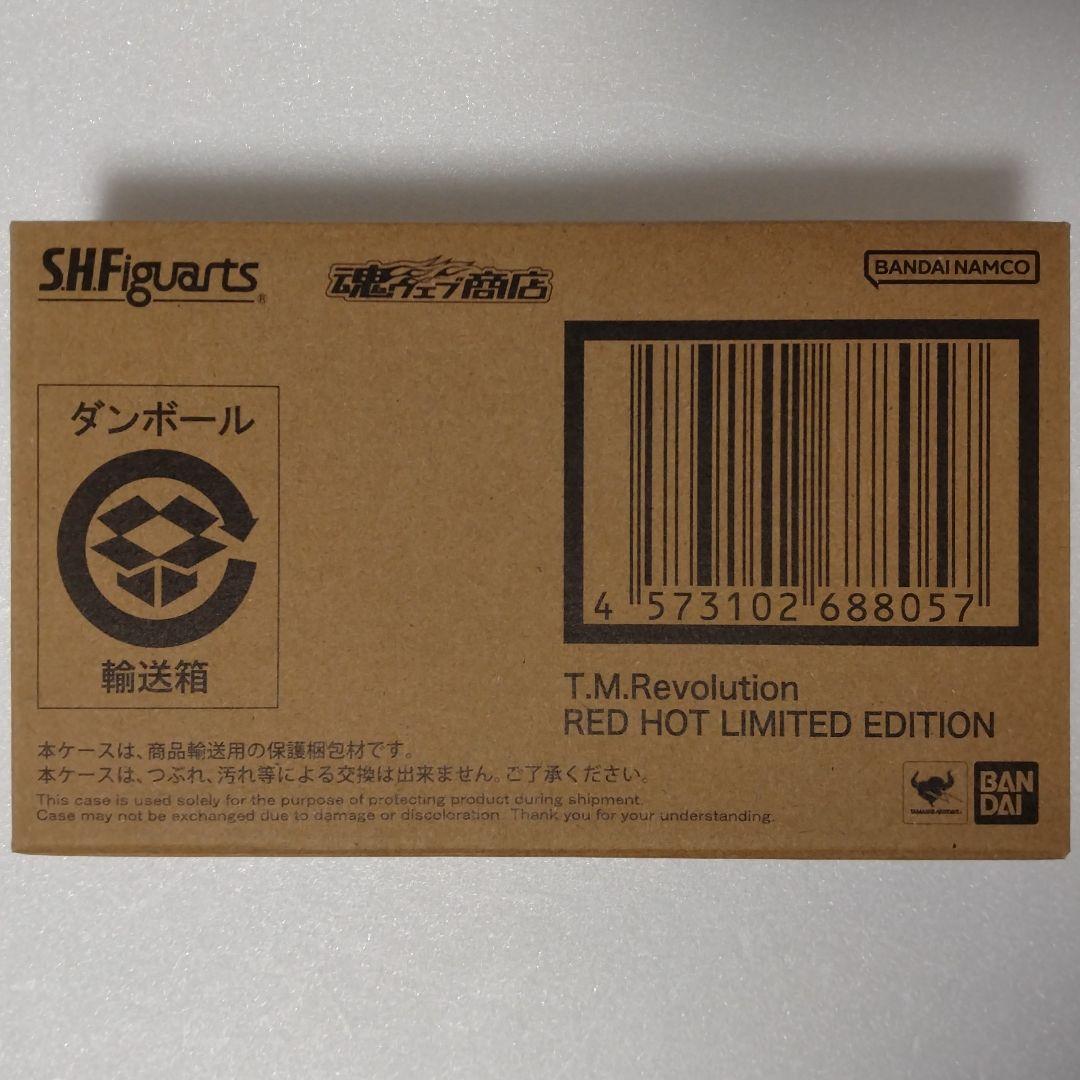 S.H.Figuarts®
魂ウェブ商店
BANDAI NAMCO
ダンボール
輸送箱
4 573102 688057
T.M.Revolution
RED HOT LIMITED EDITION
本ケースは、商品輸送用の保護梱包材です。
本ケースは、つぶれ、汚れ等による交換は出来ません。ご了承ください。
This case is used solely for the purpose of protecting product during shipment.
Case may not be exchanged due to damage or discoloration. Thank you for your understanding.
TAMASHII NATIONS
BAN
DAI